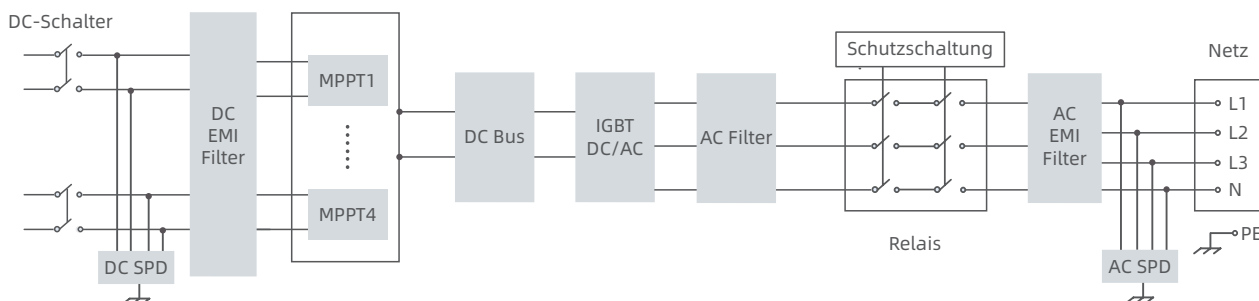 DC-Schalter
DC
EMI
Filter
DC SPD
MPPT1
MPPT4
DC Bus
IGBT
DC/AC
AC Filter
Schutzschaltung
Relais
AC
EMI
Filter
AC SPD
Netz
L1
L2
L3
N